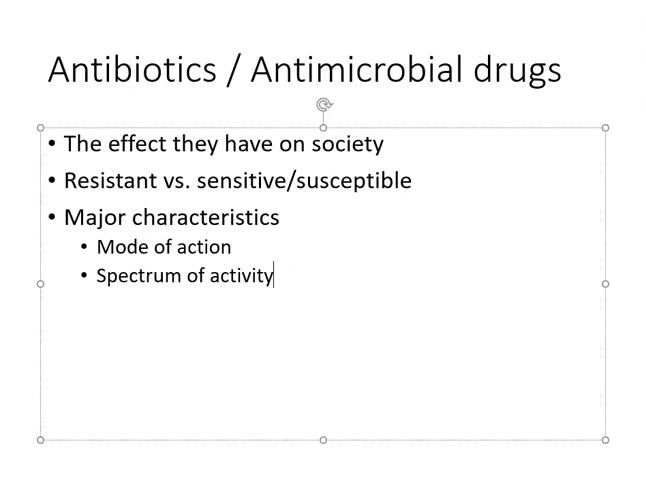 Antibiotics / Antimicrobial drugs
• The effect they have on society
• Resistant vs. sensitive/susceptible
• Major characteristics
• Mode of action
• Spectrum of activity